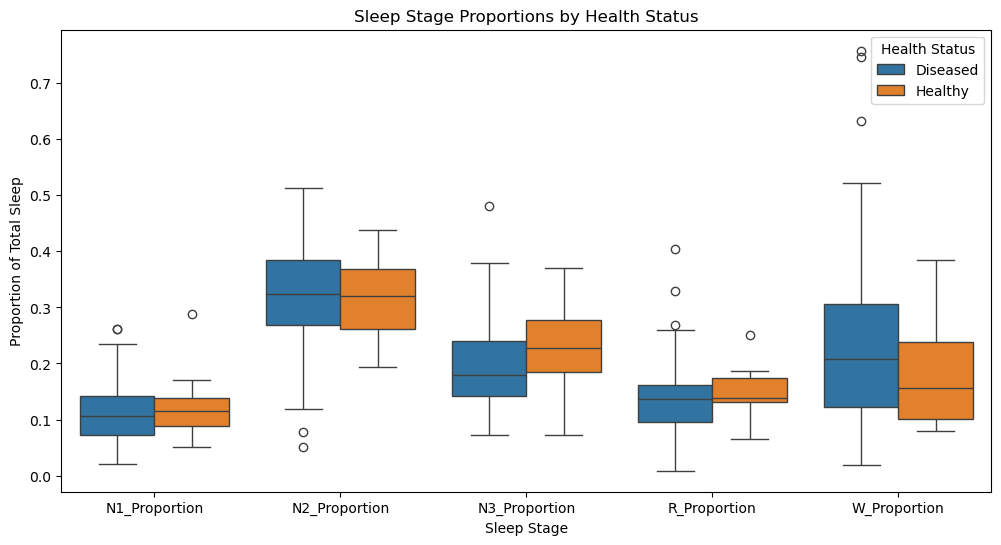 Sleep Stage Proportions by Health Status
Proportion of Total Sleep
0.7
0.6
0.5
0.4
0.3
0.2
0.1
0.0
Health Status
Diseased
Healthy
N1_Proportion
N2_Proportion
N3_Proportion
R_Proportion
W_Proportion
Sleep Stage